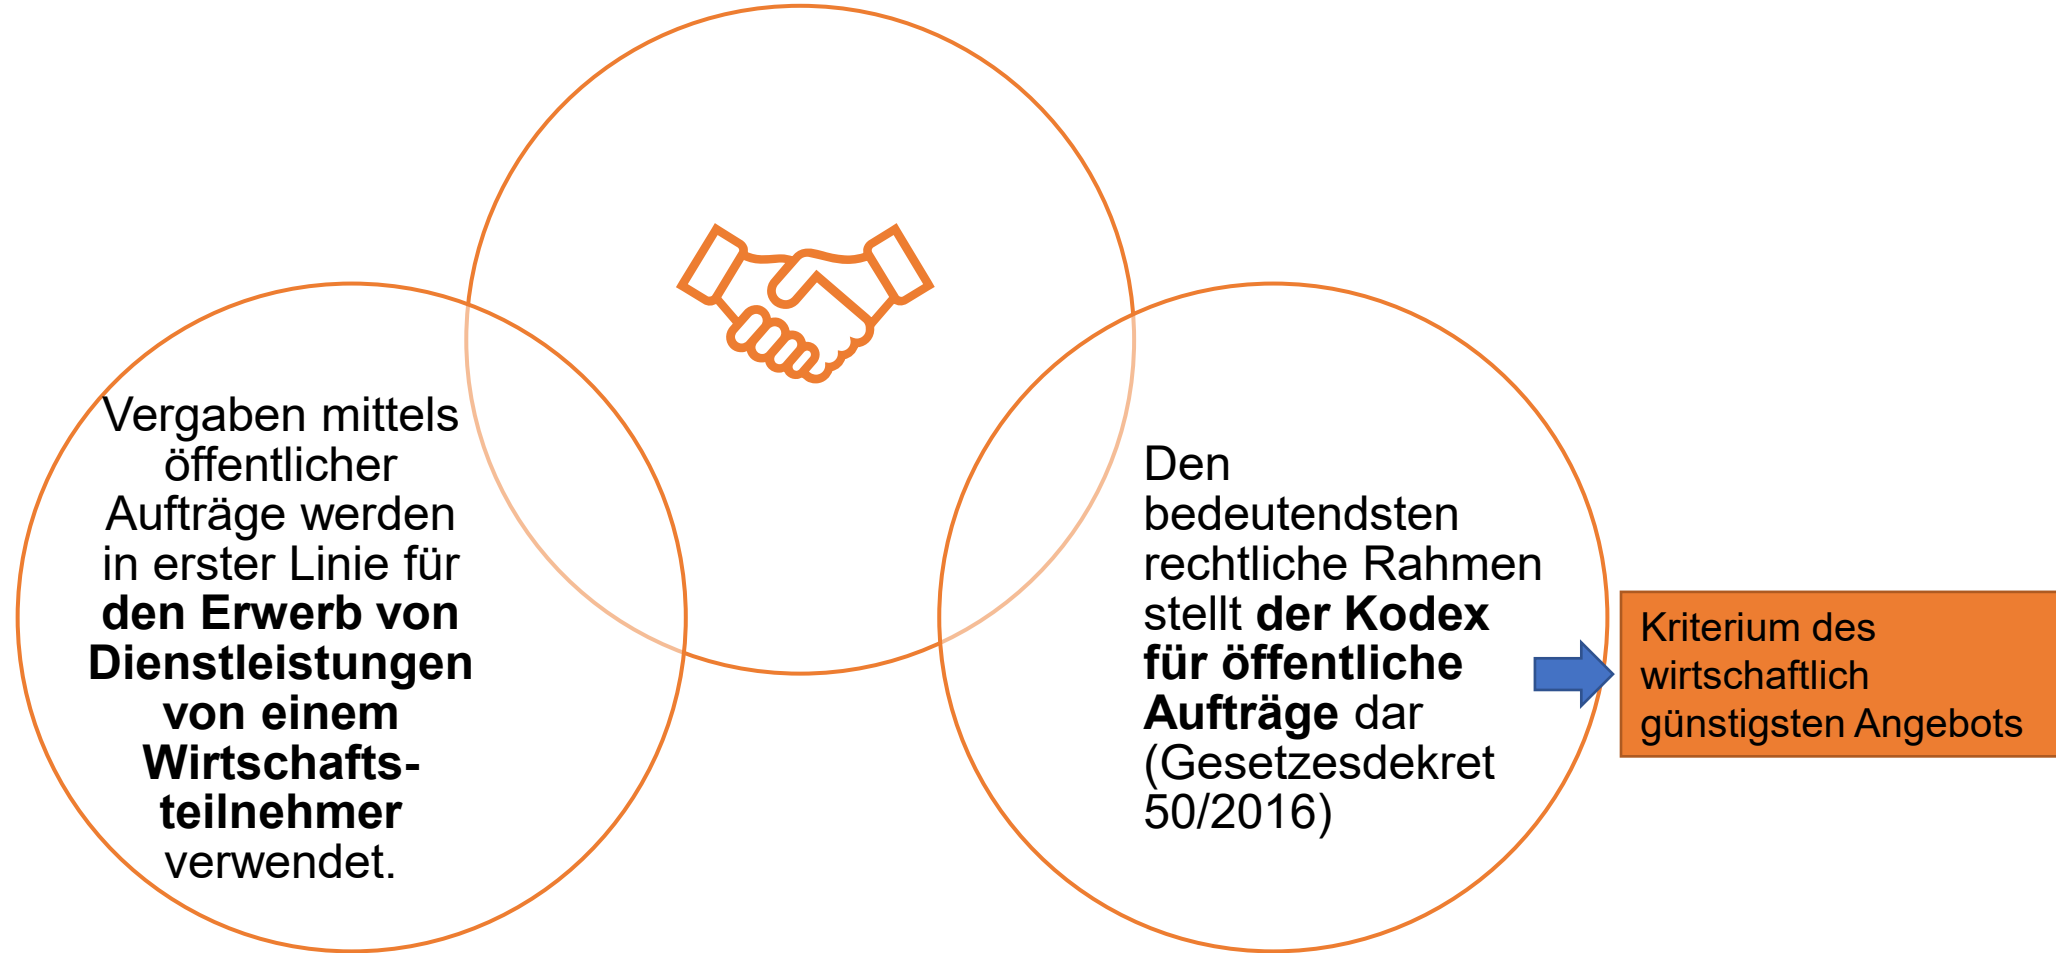 Vergaben mittels
öffentlicher
Aufträge werden
in erster Linie für
den Erwerb von
Dienstleistungen
von einem
Wirtschafts-
teilnehmer
verwendet.
Den
bedeutendsten
rechtliche Rahmen
stellt der Kodex
für öffentliche
Aufträge dar
(Gesetzesdekret
50/2016)
Kriterium des
wirtschaftlich
günstigsten Angebots